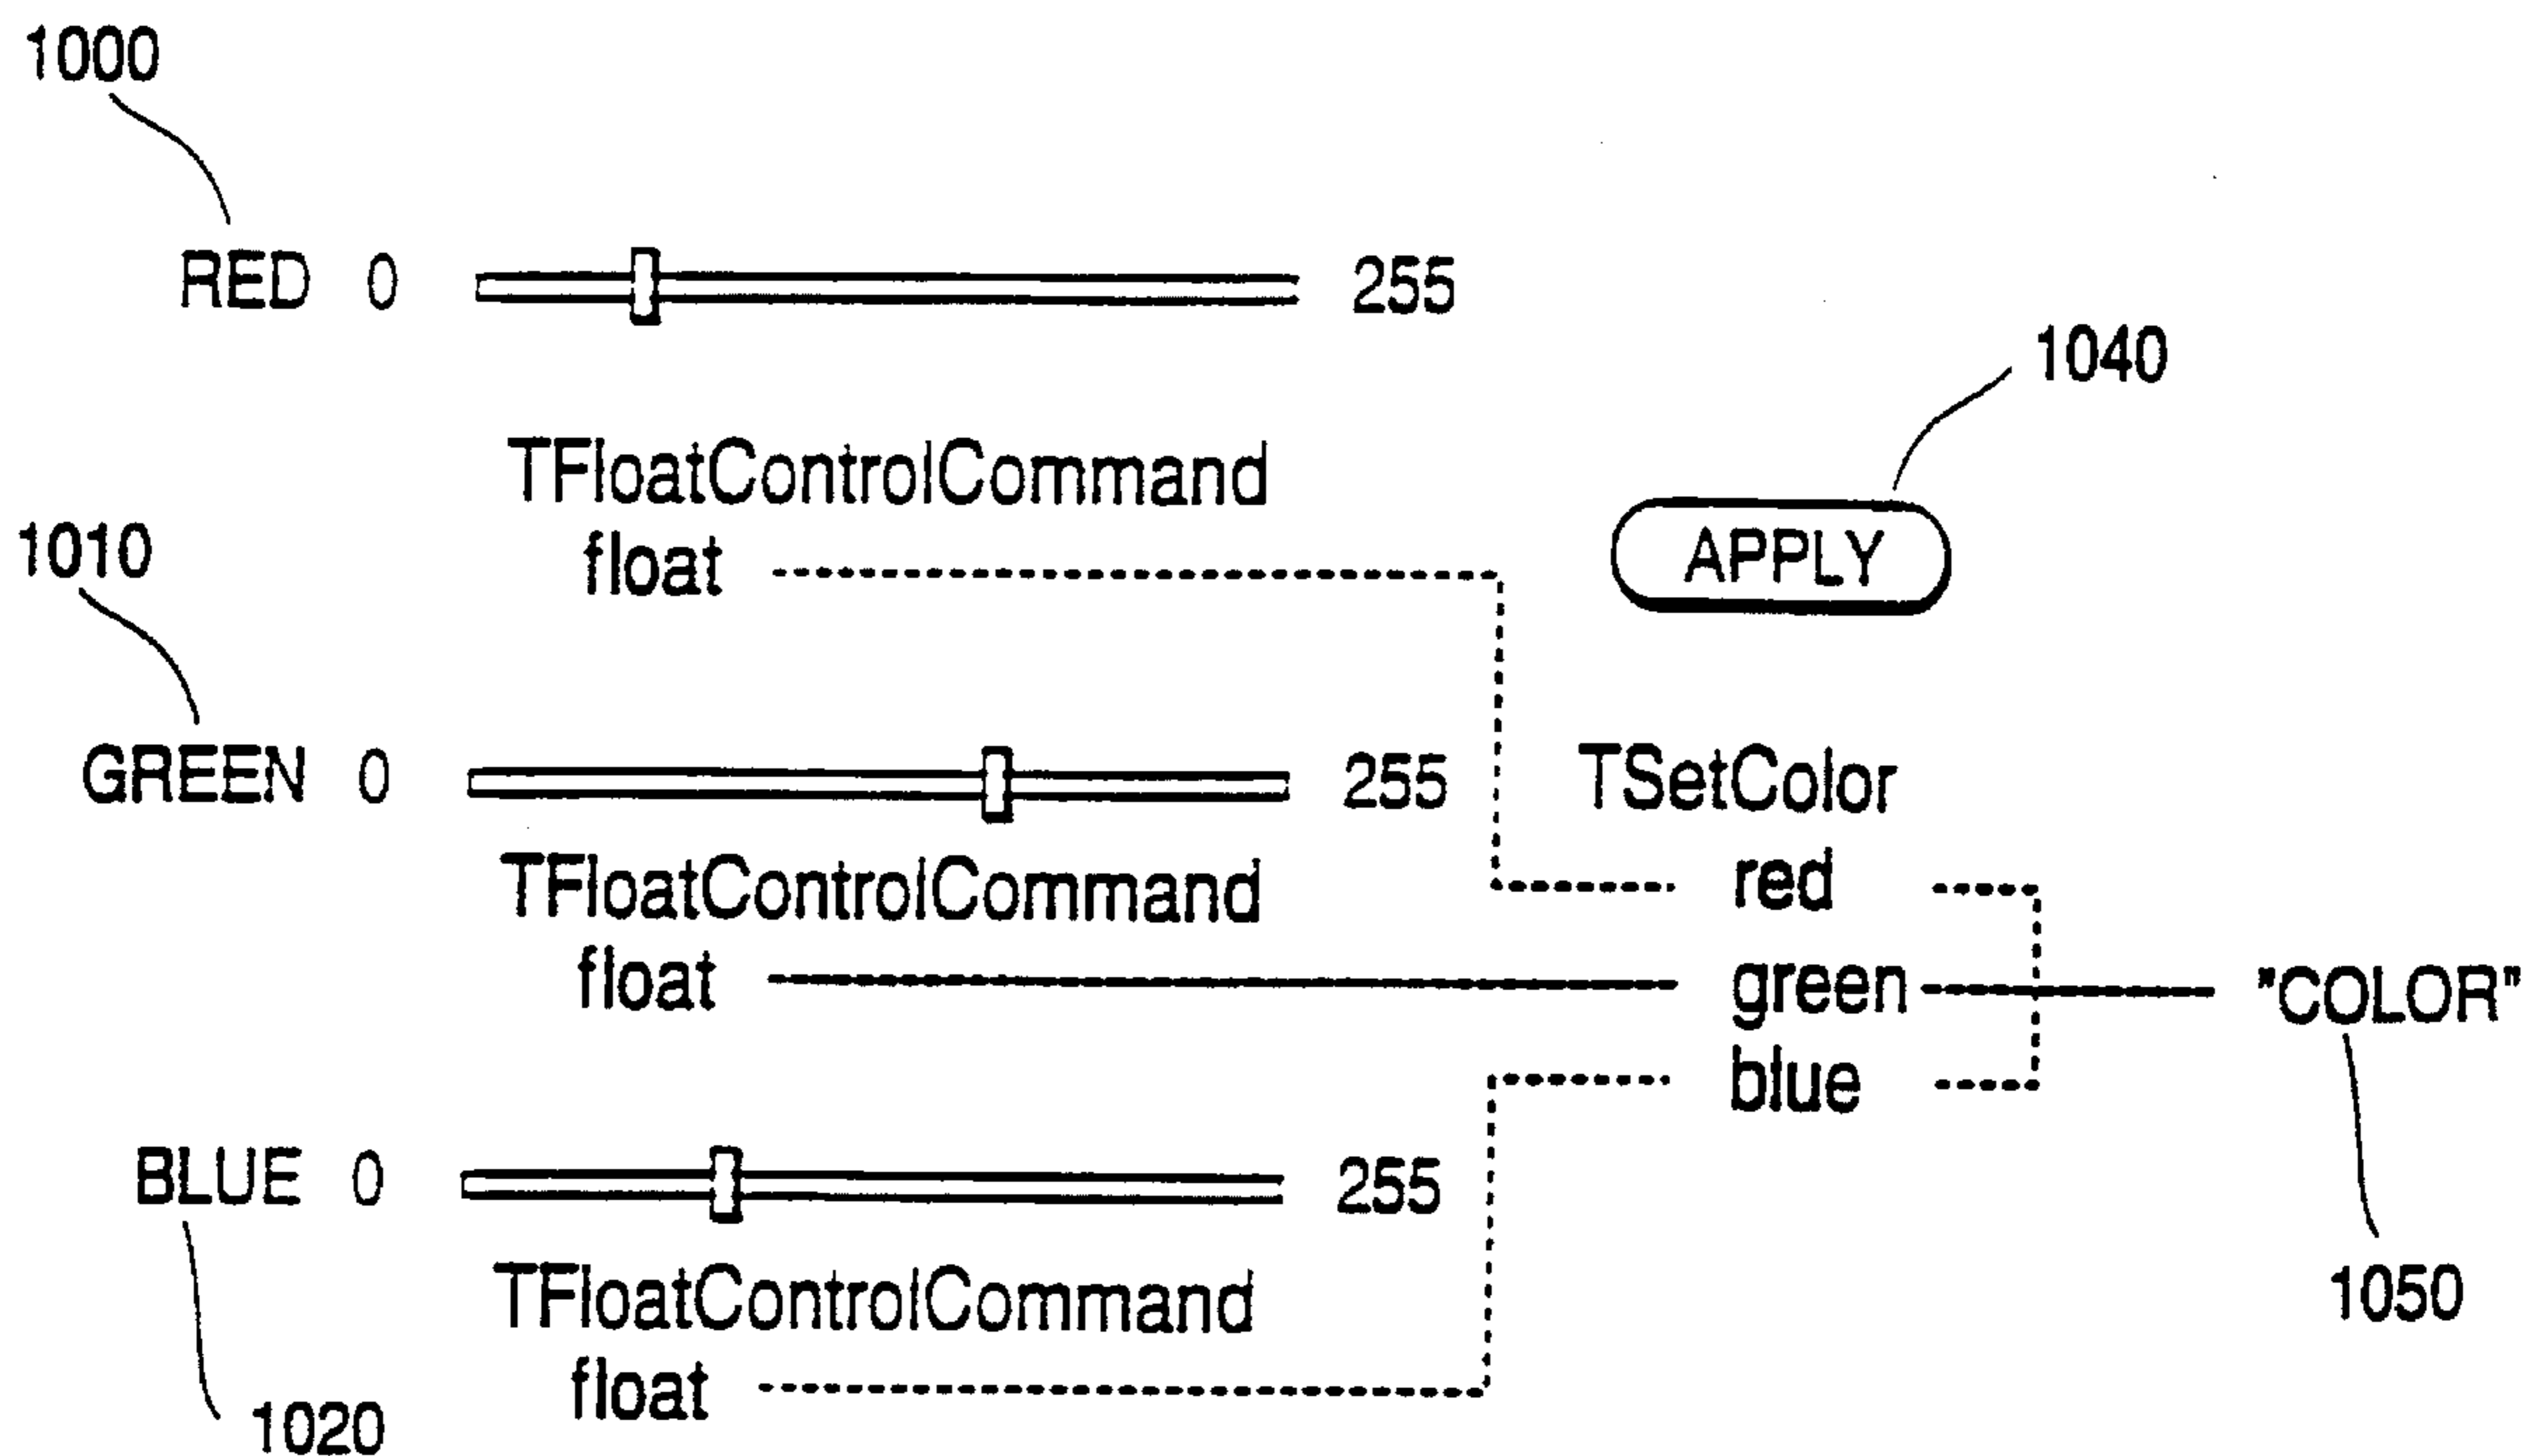 1000
RED 0 255
1040
TFloatControlCommand
float
APPLY
1010
GREEN 0 255
TSetColor
TFloatControlCommand
red
float
green
"COLOR"
blue
BLUE 0 255
TFloatControlCommand
1050
float
1020